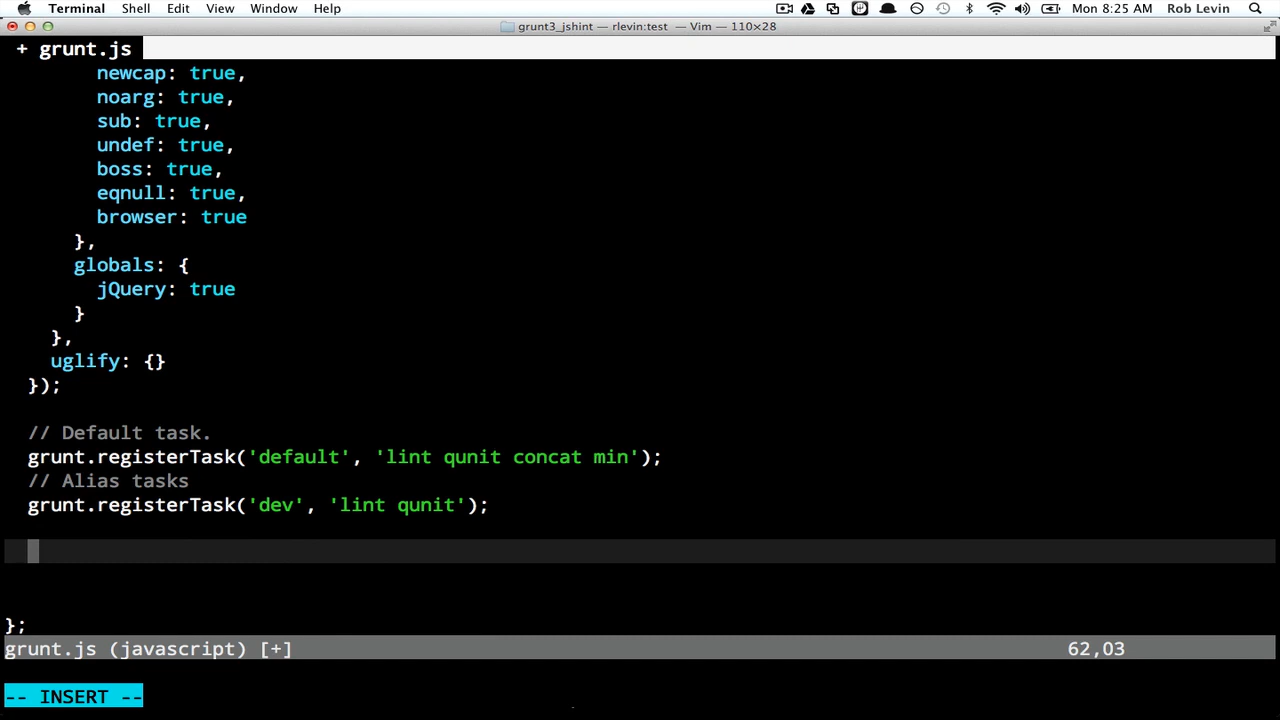 Terminal Shell Edit View Window Help Mon 8:25 AM Rob Levin
grunt3_jshint — rlevin:test — Vim — 110×28
+ grunt.js
newcap: true,
noarg: true,
sub: true,
undef: true,
boss: true,
eqnull: true,
browser: true
},
globals: {
jQuery: true
}
},
uglify: {}
});
// Default task.
grunt.registerTask('default', 'lint qunit concat min');
// Alias tasks
grunt.registerTask('dev', 'lint qunit');
};
grunt.js (javascript) [+] 62,03
-- INSERT --